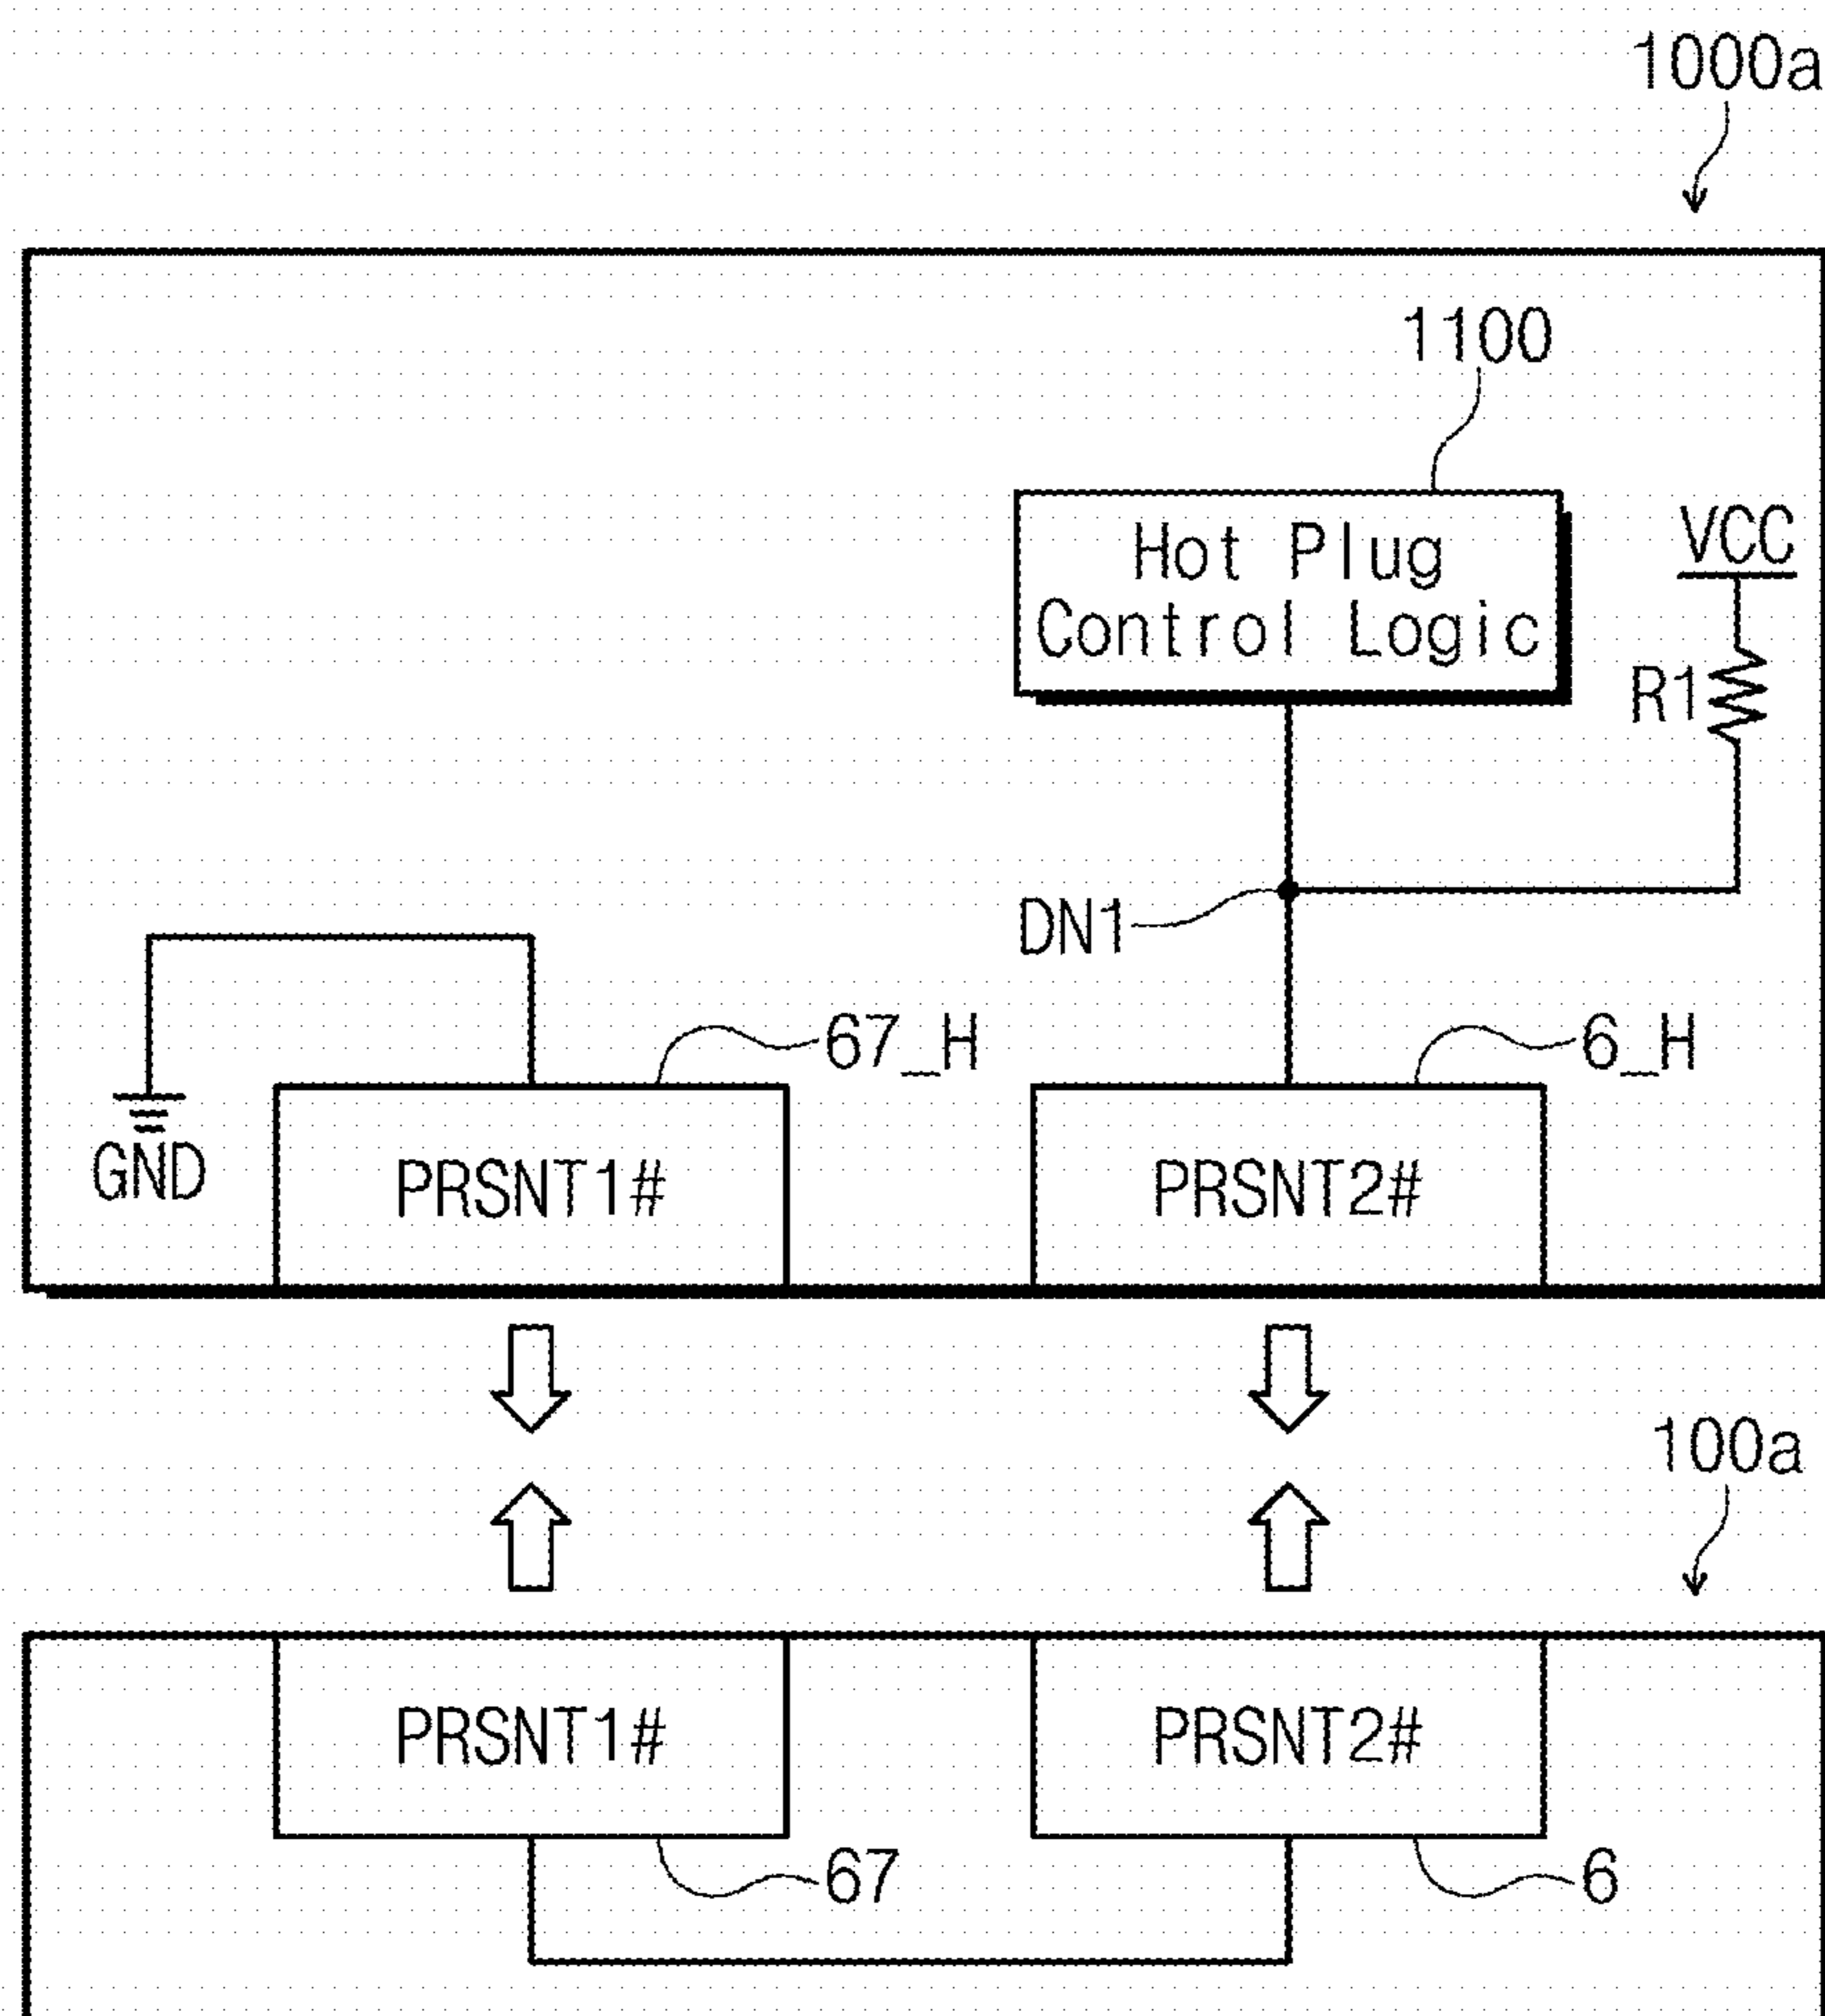 1000a
1100
Hot Plug
Control Logic
VCC
R1
DN1
67_H
6_H
GND
PRSNT1#
PRSNT2#
100a
PRSNT1#
PRSNT2#
67
6